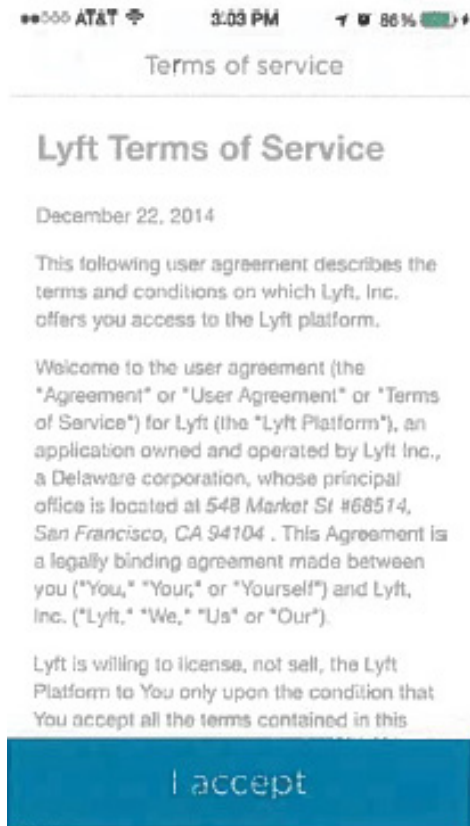 AT&T 3:03 PM 86%
Terms of service
Lyft Terms of Service
December 22, 2014
This following user agreement describes the
terms and conditions on which Lyft, Inc.
offers you access to the Lyft platform.
Welcome to the user agreement (the
"Agreement" or "User Agreement" or "Terms
of Service") for Lyft (the "Lyft Platform"), an
application owned and operated by Lyft Inc.,
a Delaware corporation, whose principal
office is located at 548 Market St #68514,
San Francisco, CA 94104 . This Agreement is
a legally binding agreement made between
you ("You," "Your," or "Yourself") and Lyft,
Inc. ("Lyft," "We," "Us" or "Our").
Lyft is willing to license, not sell, the Lyft
Platform to You only upon the condition that
You accept all the terms contained in this
I accept